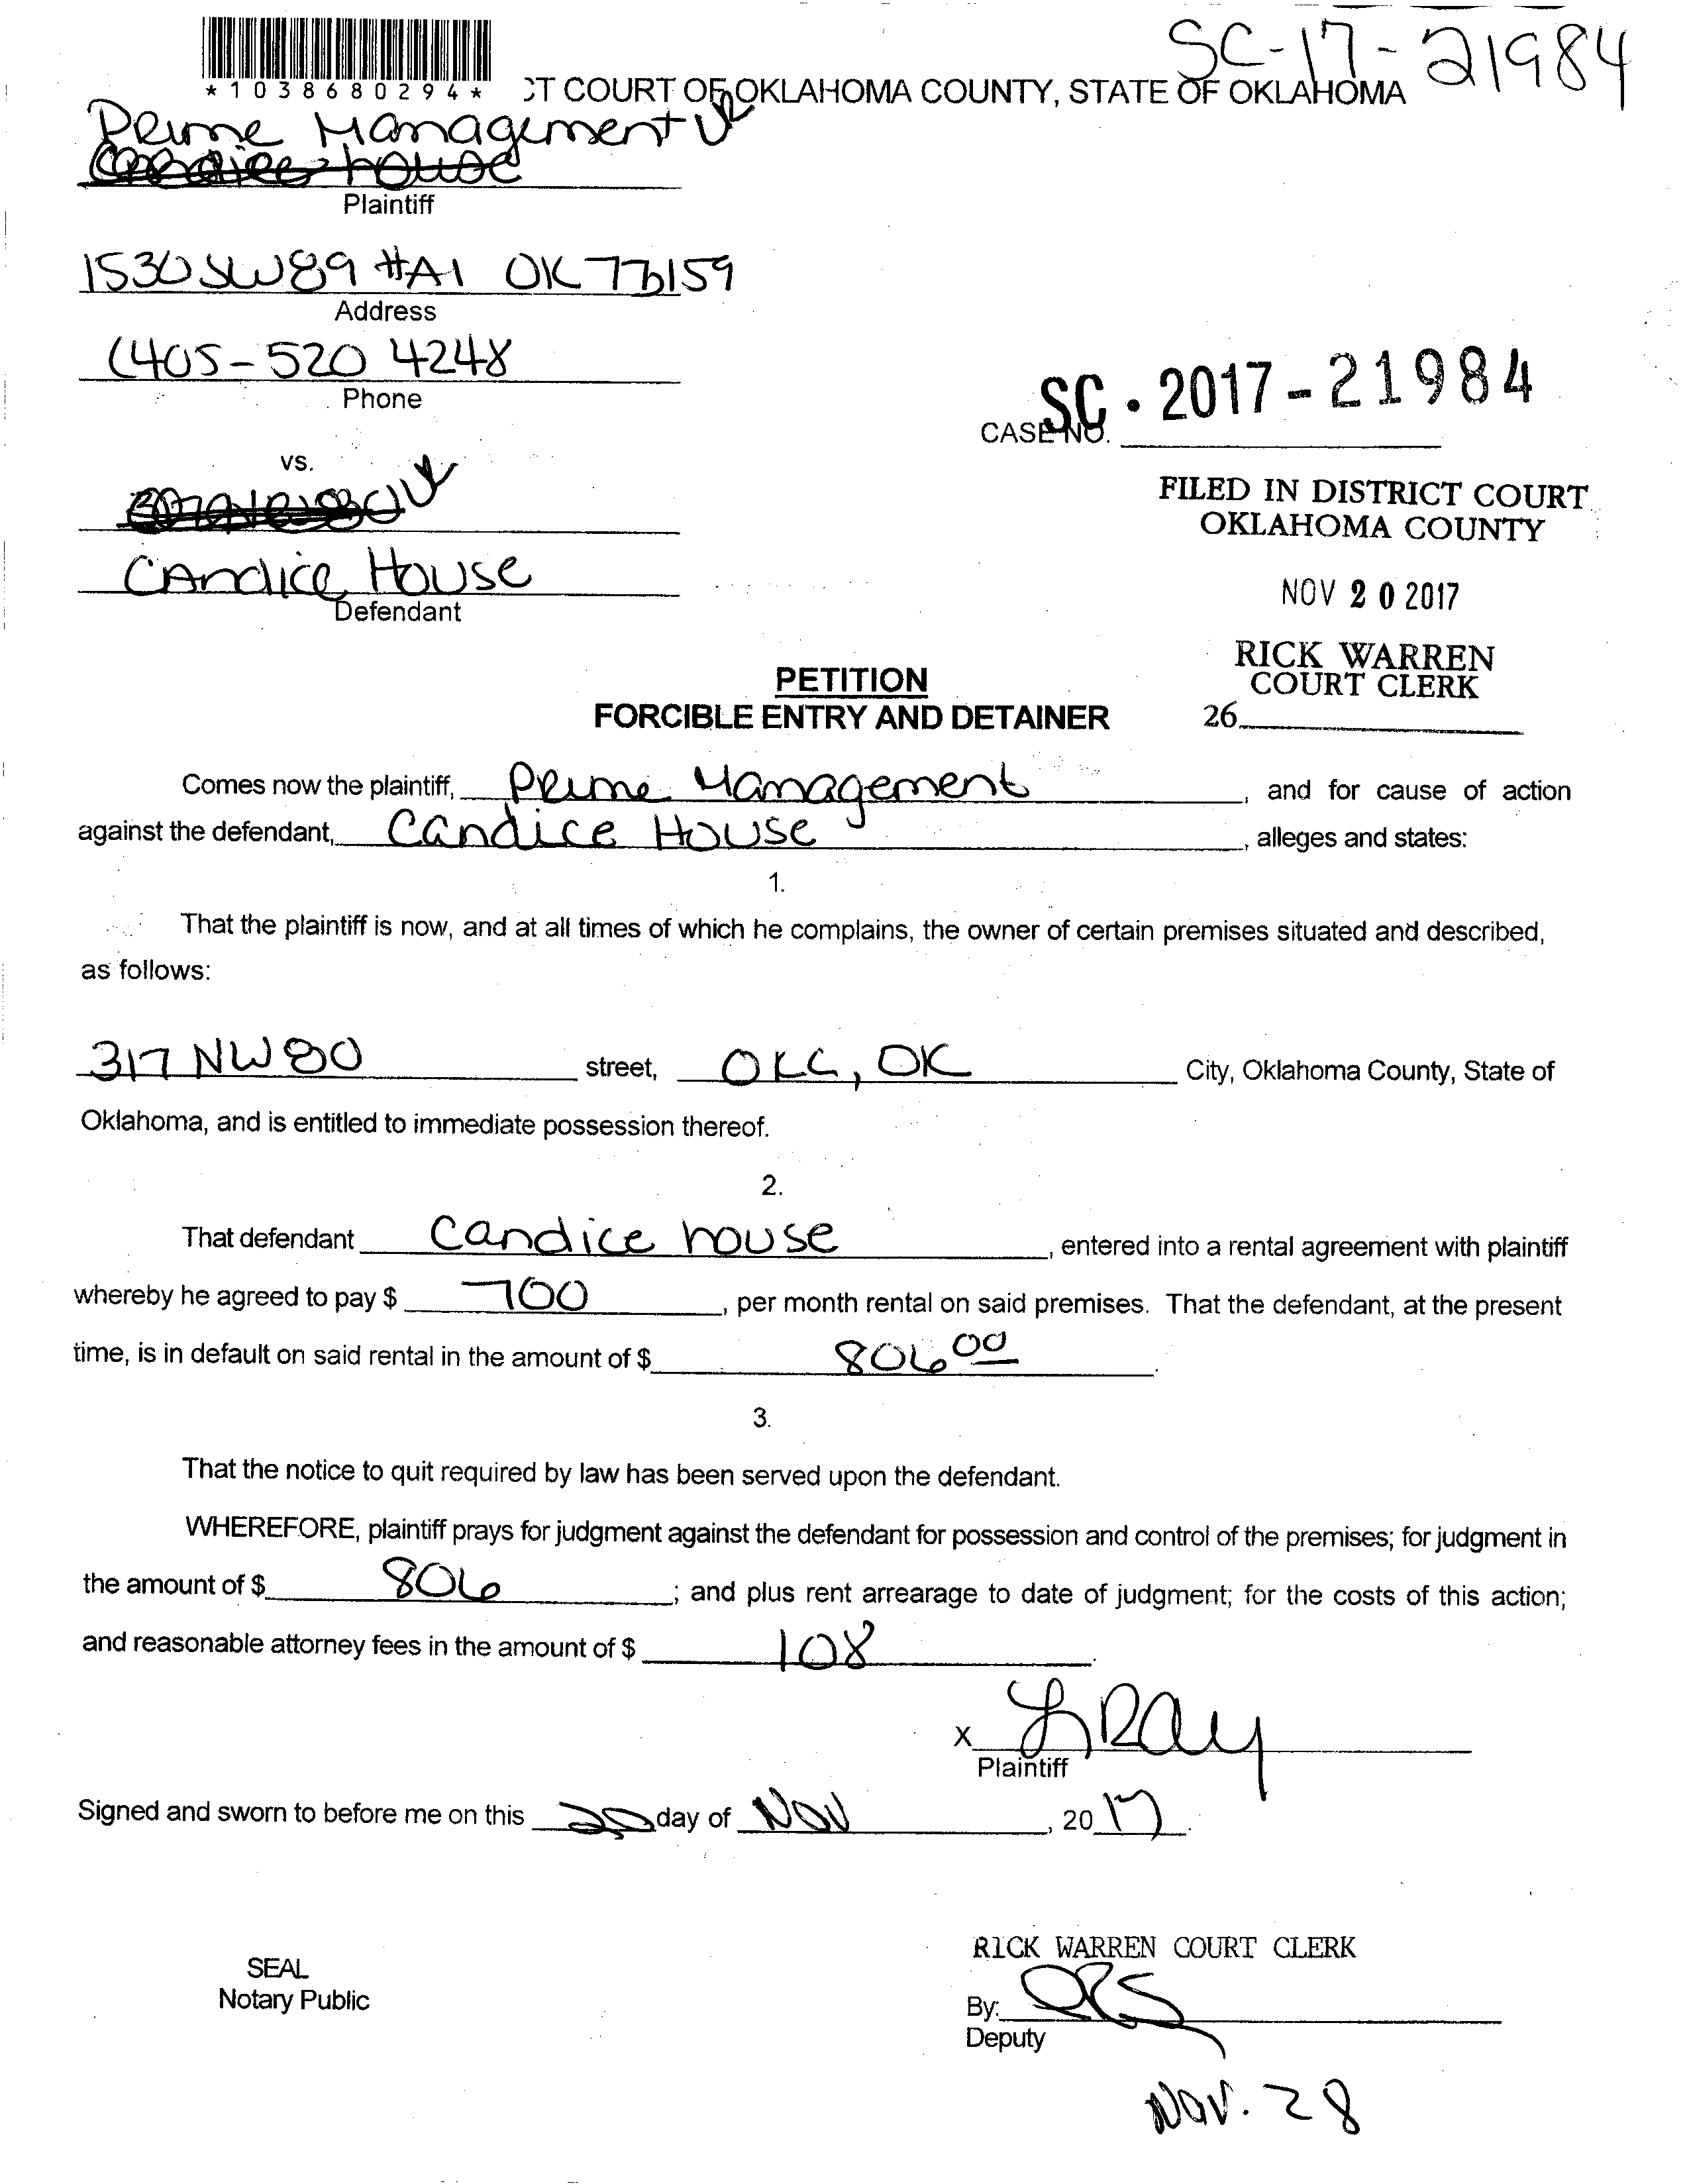 SC-17-21984
*1038680294*
CT COURT OF OKLAHOMA COUNTY, STATE OF OKLAHOMA
Prime Management
Candice House
Plaintiff
1530 SW 89 #A1 OK 73159
Address
(405-520 4248
Phone
SC • 2017-21984
CASE NO.
vs.
FILED IN DISTRICT COURT
OKLAHOMA COUNTY
Candice House
Defendant
NOV 20 2017
RICK WARREN
COURT CLERK
26
PETITION
FORCIBLE ENTRY AND DETAINER
Comes now the plaintiff, Prime Management, and for cause of action
against the defendant, Candice House, alleges and states:
1.
That the plaintiff is now, and at all times of which he complains, the owner of certain premises situated and described,
as follows:
317 NW 80 street, OKC, OK City, Oklahoma County, State of
Oklahoma, and is entitled to immediate possession thereof.
2.
That defendant Candice house, entered into a rental agreement with plaintiff
whereby he agreed to pay $ 700, per month rental on said premises. That the defendant, at the present
time, is in default on said rental in the amount of $ 806 00.
3.
That the notice to quit required by law has been served upon the defendant.
WHEREFORE, plaintiff prays for judgment against the defendant for possession and control of the premises; for judgment in
the amount of $ 806; and plus rent arrearage to date of judgment; for the costs of this action;
and reasonable attorney fees in the amount of $ 108.
X LRay
Plaintiff
Signed and sworn to before me on this 20 day of Nov, 2017.
RICK WARREN COURT CLERK
SEAL
Notary Public
By:
Deputy
Nov. 28